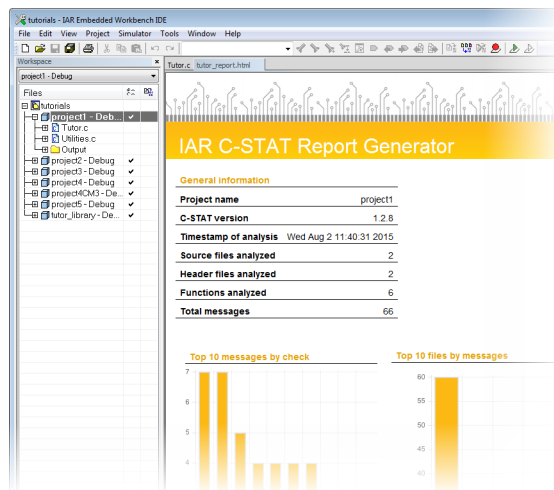 tutorials - IAR Embedded Workbench IDE
File Edit View Project Simulator Tools Window Help
Workspace
project1 - Debug
Files
tutorials
project1 - Deb...
Tutor.c
Utilities.c
Output
project2 - Debug
project3 - Debug
project4 - Debug
project4CM3 - De...
project5 - Debug
tutor_library - De...
Tutor.c tutor_report.html
IAR C-STAT Report Generator
General information
Project name project1
C-STAT version 1.2.8
Timestamp of analysis Wed Aug 2 11:40:31 2015
Source files analyzed 2
Header files analyzed 2
Functions analyzed 6
Total messages 66
Top 10 messages by check
7
6
5
4
Top 10 files by messages
60
55
50
45
40